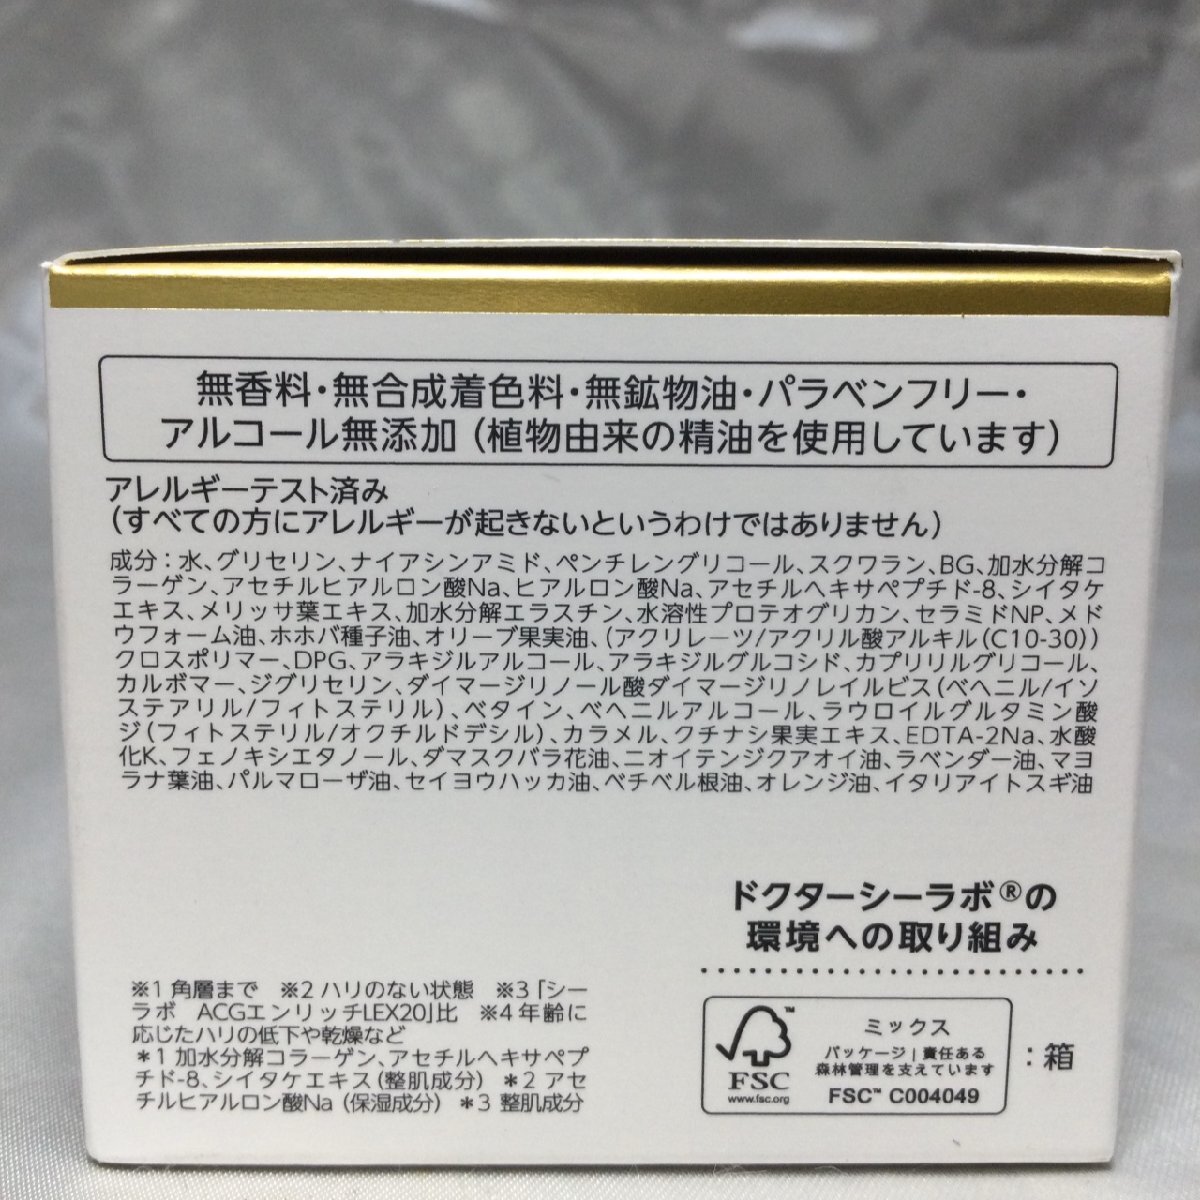 無香料・無合成着色料・無鉱物油・パラベンフリー・
アルコール無添加（植物由来の精油を使用しています）
アレルギーテスト済み
（すべての方にアレルギーが起きないというわけではありません）
成分：水、グリセリン、ナイアシンアミド、ペンチレングリコール、スクワラン、BG、加水分解コ
ラーゲン、アセチルヒアルロン酸Na、ヒアルロン酸Na、アセチルヘキサペプチド-8、シイタケ
エキス、メリッサ葉エキス、加水分解エラスチン、水溶性プロテオグリカン、セラミドNP、メド
ウフォーム油、ホホバ種子油、オリーブ果実油、（アクリレーツ/アクリル酸アルキル（C10-30））
クロスポリマー、DPG、アラキジルアルコール、アラキジルグルコシド、カプリリルグリコール、
カルボマー、ジグリセリン、ダイマージリノール酸ダイマージリノレイルビス（ベヘニル/イソ
ステアリル/フィトステリル）、ベタイン、ベヘニルアルコール、ラウロイルグルタミン酸
ジ（フィトステリル/オクチルドデシル）、カラメル、クチナシ果実エキス、EDTA-2Na、水酸
化K、フェノキシエタノール、ダマスクバラ花油、ニオイテンジクアオイ油、ラベンダー油、マヨ
ラナ葉油、パルマローザ油、セイヨウハッカ油、ベチベル根油、オレンジ油、イタリアイトスギ油
ドクターシーラボ®の
環境への取り組み
※1 角層まで ※2 ハリのない状態 ※3「シー
ラボ ACGエンリッチLEX20」比 ※4 年齢に
応じたハリの低下や乾燥など
＊1 加水分解コラーゲン、アセチルヘキサペプ
チド-8、シイタケエキス（整肌成分） ＊2 アセ
チルヒアルロン酸Na（保湿成分） ＊3 整肌成分
™
FSC
www.fsc.org
ミックス
パッケージ | 責任ある
森林管理を支えています
FSC™ C004049
：箱